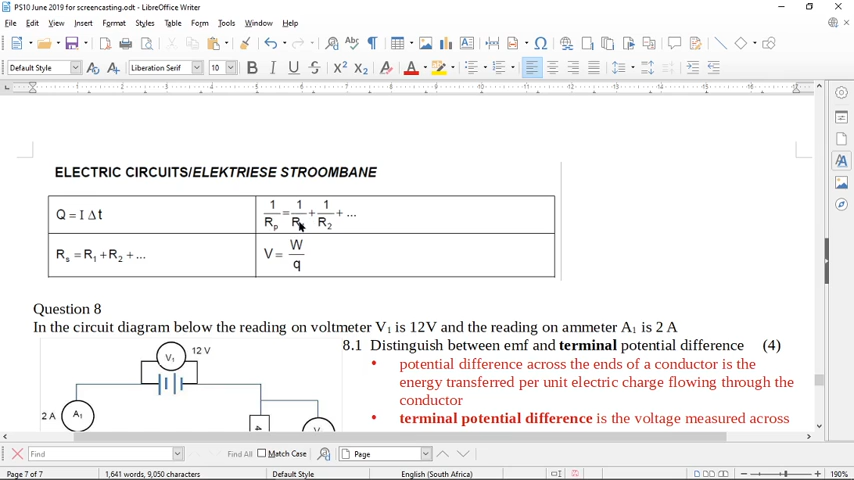 PS10 June 2019 for screencasting.odt - LibreOffice Writer
File Edit View Insert Format Styles Table Form Tools Window Help
Default Style Liberation Serif 10
ELECTRIC CIRCUITS/ELEKTRIESE STROOMBANE
Q = I Δt
1/Rp = 1/R1 + 1/R2 + ...
Rs = R1 + R2 + ...
V = W/q
Question 8
In the circuit diagram below the reading on voltmeter V1 is 12V and the reading on ammeter A1 is 2 A
V1 12 V
8.1 Distinguish between emf and terminal potential difference (4)
• potential difference across the ends of a conductor is the
energy transferred per unit electric charge flowing through the
conductor
2 A A1
• terminal potential difference is the voltage measured across
Find Find All Match Case Page
Page 7 of 7 1,641 words, 9,050 characters Default Style English (South Africa) 190%